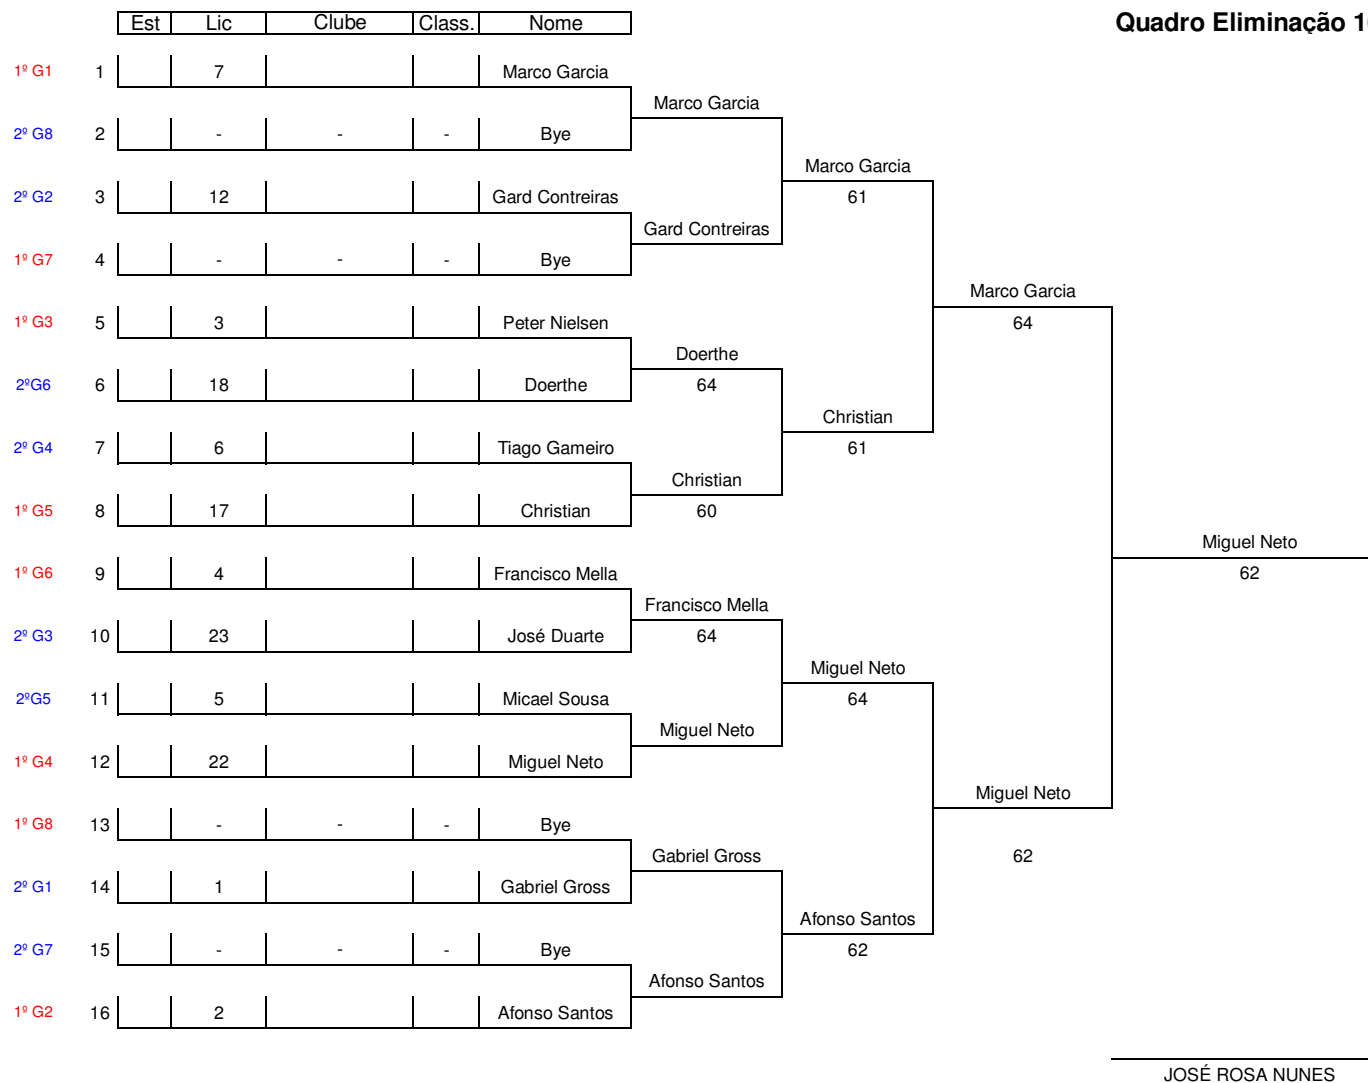 Est Lic Clube Class. Nome
Quadro Eliminação 1
1º G1 1 7 Marco Garcia
Marco Garcia
2º G8 2 - - - Bye
Marco Garcia
61
2º G2 3 12 Gard Contreiras
Gard Contreiras
1º G7 4 - - - Bye
Marco Garcia
64
1º G3 5 3 Peter Nielsen
Doerthe
64
2ºG6 6 18 Doerthe
Christian
61
2º G4 7 6 Tiago Gameiro
Christian
60
1º G5 8 17 Christian
Miguel Neto
62
1º G6 9 4 Francisco Mella
Francisco Mella
64
2º G3 10 23 José Duarte
Miguel Neto
64
2ºG5 11 5 Micael Sousa
Miguel Neto
1º G4 12 22 Miguel Neto
Miguel Neto
62
1º G8 13 - - - Bye
Gabriel Gross
2º G1 14 1 Gabriel Gross
Afonso Santos
62
2º G7 15 - - - Bye
Afonso Santos
1º G2 16 2 Afonso Santos
JOSÉ ROSA NUNES